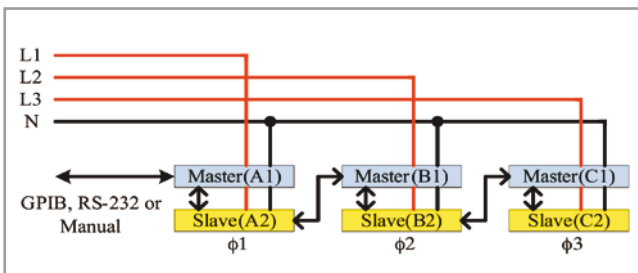 L1
L2
L3
N
Master(A1) Master(B1) Master(C1)
GPIB, RS-232 or
Manual
Slave(A2) Slave(B2) Slave(C2)
ϕ1 ϕ2 ϕ3